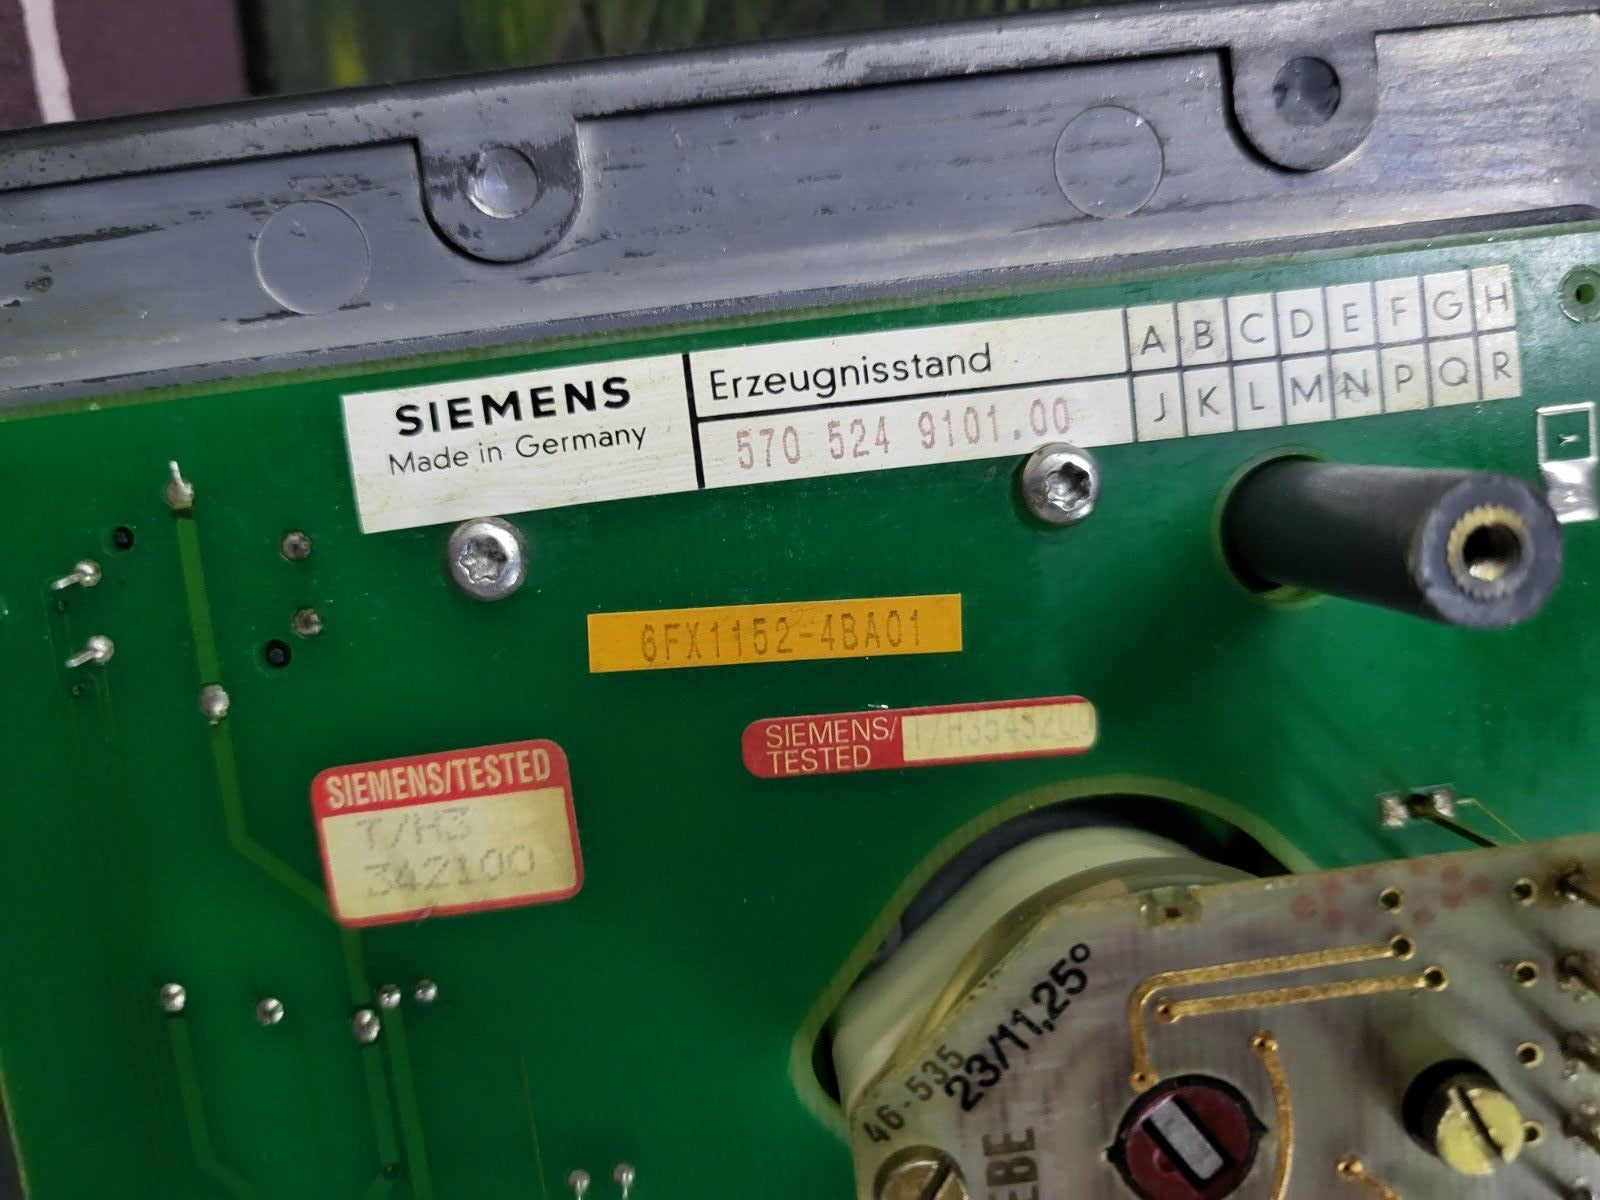 SIEMENS
Made in Germany
Erzeugnisstand
570 524 9101.00
A B C D E F G H
J K L M N P Q R
6FX1152-4BA01
SIEMENS/
TESTED
SIEMENS/TESTED
T/H3
342100
23/11,25°
46-535